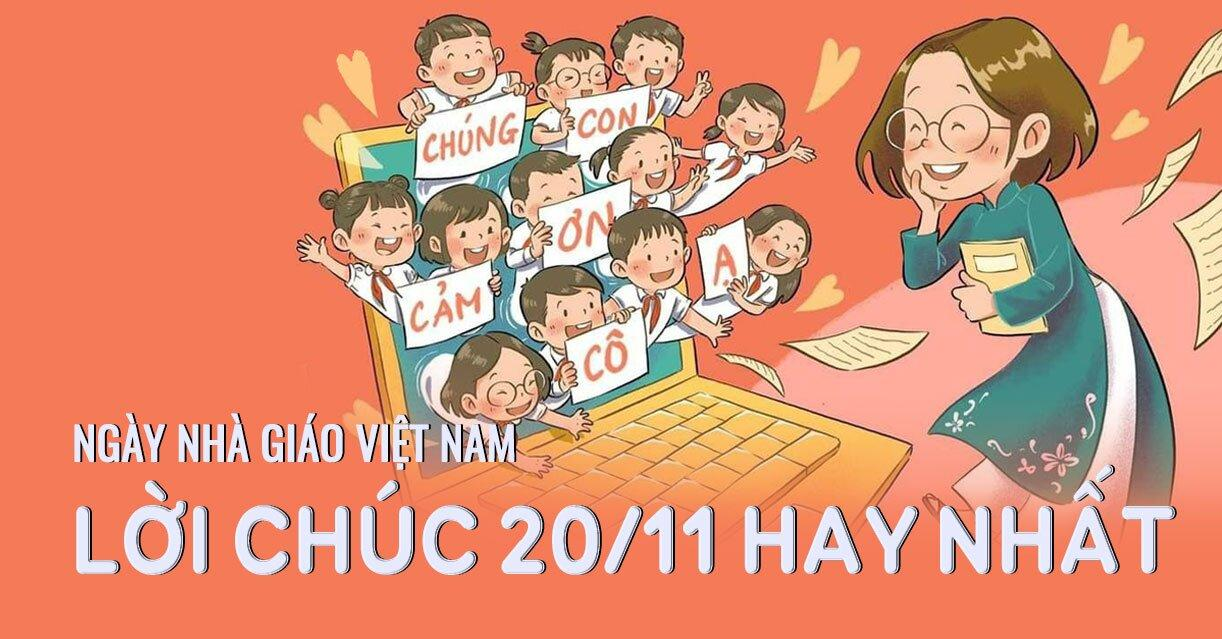 CHÚNG
CON
CẢM
ƠN
CÔ
Ạ
NGÀY NHÀ GIÁO VIỆT NAM
LỜI CHÚC 20/11 HAY NHẤT